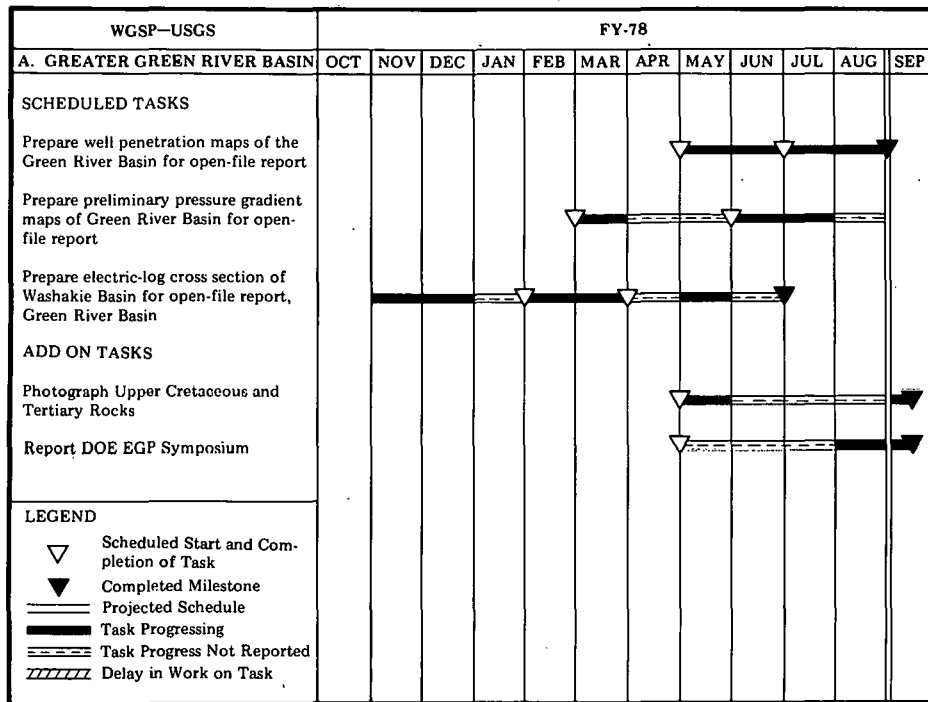 WGSP—USGS
FY-78
A. GREATER GREEN RIVER BASIN OCT NOV DEC JAN FEB MAR APR MAY JUN JUL AUG SEP
SCHEDULED TASKS
Prepare well penetration maps of the
Green River Basin for open-file report
Prepare preliminary pressure gradient
maps of Green River Basin for open-
file report
Prepare electric-log cross section of
Washakie Basin for open-file report,
Green River Basin
ADD ON TASKS
Photograph Upper Cretaceous and
Tertiary Rocks
Report DOE EGP Symposium
LEGEND
Scheduled Start and Com-
pletion of Task
Completed Milestone
Projected Schedule
Task Progressing
Task Progress Not Reported
Delay in Work on Task